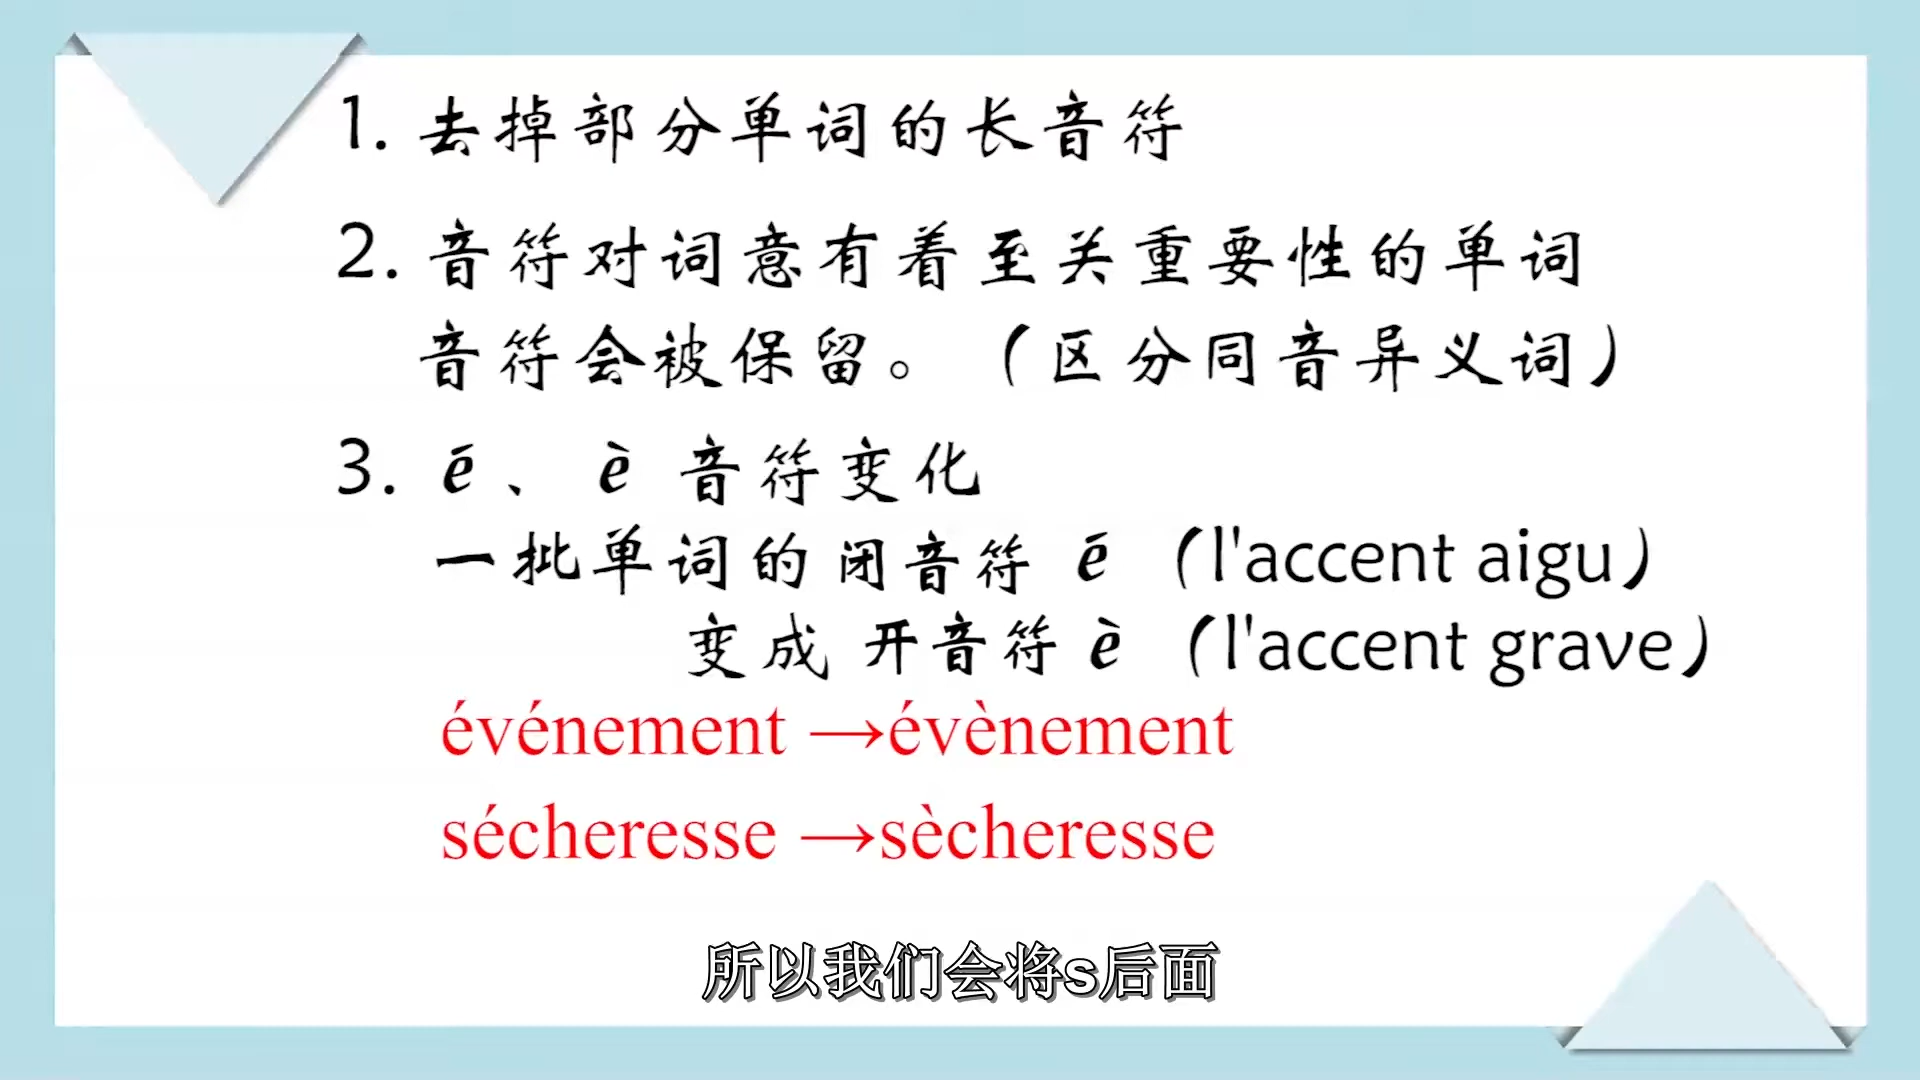 1. 去掉部分单词的长音符
2. 音符对词意有着至关重要性的单词
音符会被保留。（区分同音异义词）
3. é、è 音符变化
一批单词的 闭音符 é（l'accent aigu）
变成 开音符 è（l'accent grave）
événement →évènement
sécheresse →sècheresse
所以我们会将s后面